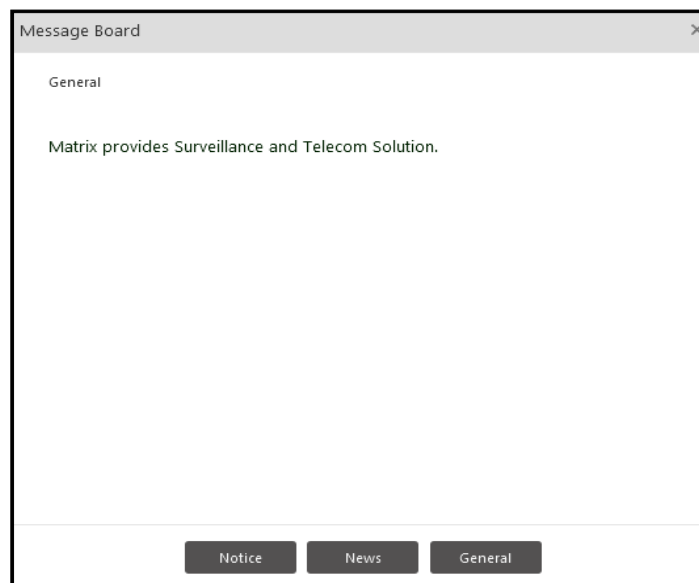 Message Board
General
Matrix provides Surveillance and Telecom Solution.
Notice News General